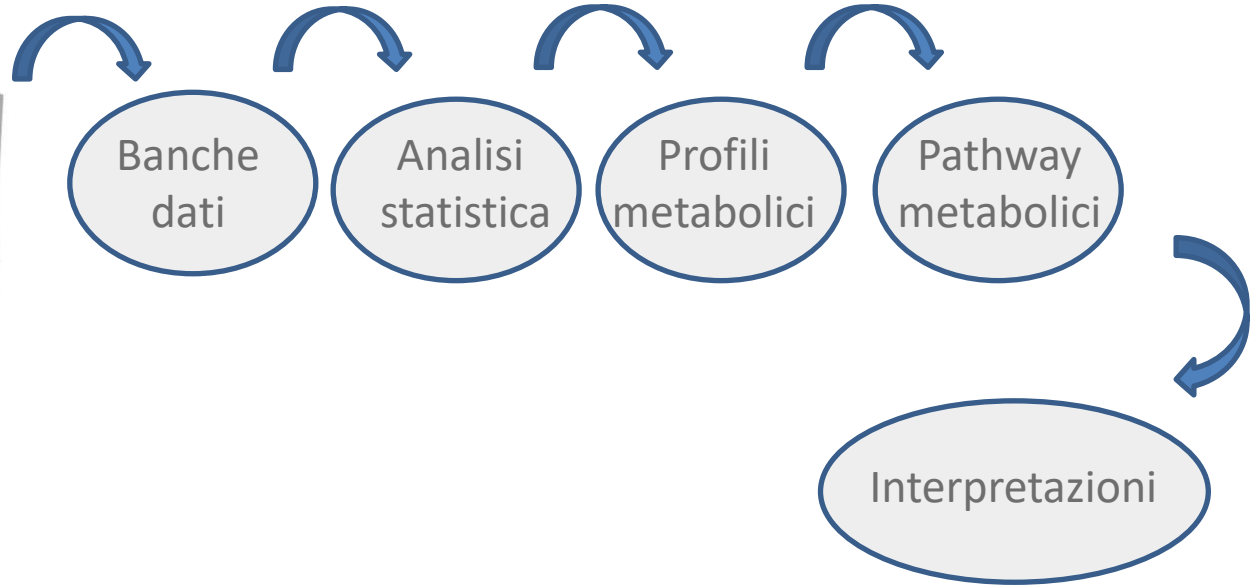 Banche
dati
Analisi
statistica
Profili
metabolici
Pathway
metabolici
Interpretazioni